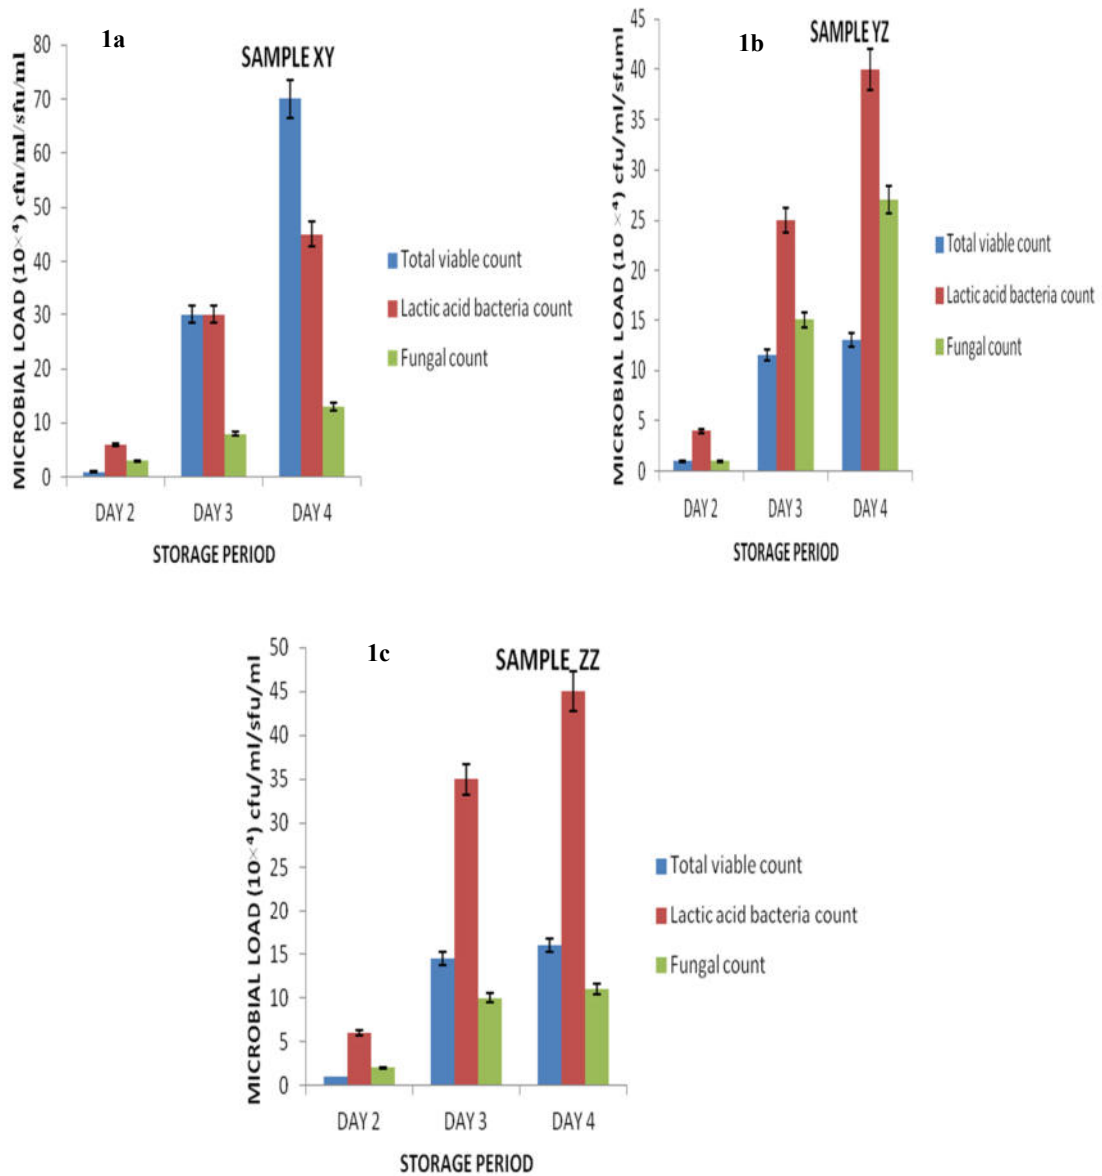 1a
SAMPLE XY
MICROBIAL LOAD (10×⁴) cfu/ml/sfu/ml
80
70
60
50
40
30
20
10
0
DAY 2 DAY 3 DAY 4
STORAGE PERIOD
Total viable count
Lactic acid bacteria count
Fungal count
1b
SAMPLE YZ
MICROBIAL LOAD (10 ×⁴) cfu/ml/sfuml
45
40
35
30
25
20
15
10
5
0
DAY 2 DAY 3 DAY 4
STORAGE PERIOD
Total viable count
Lactic acid bacteria count
Fungal count
1c
SAMPLE ZZ
MICROBIAL LOAD (10×⁴) cfu/ml/sfu/ml
50
45
40
35
30
25
20
15
10
5
0
DAY 2 DAY 3 DAY 4
STORAGE PERIOD
Total viable count
Lactic acid bacteria count
Fungal count